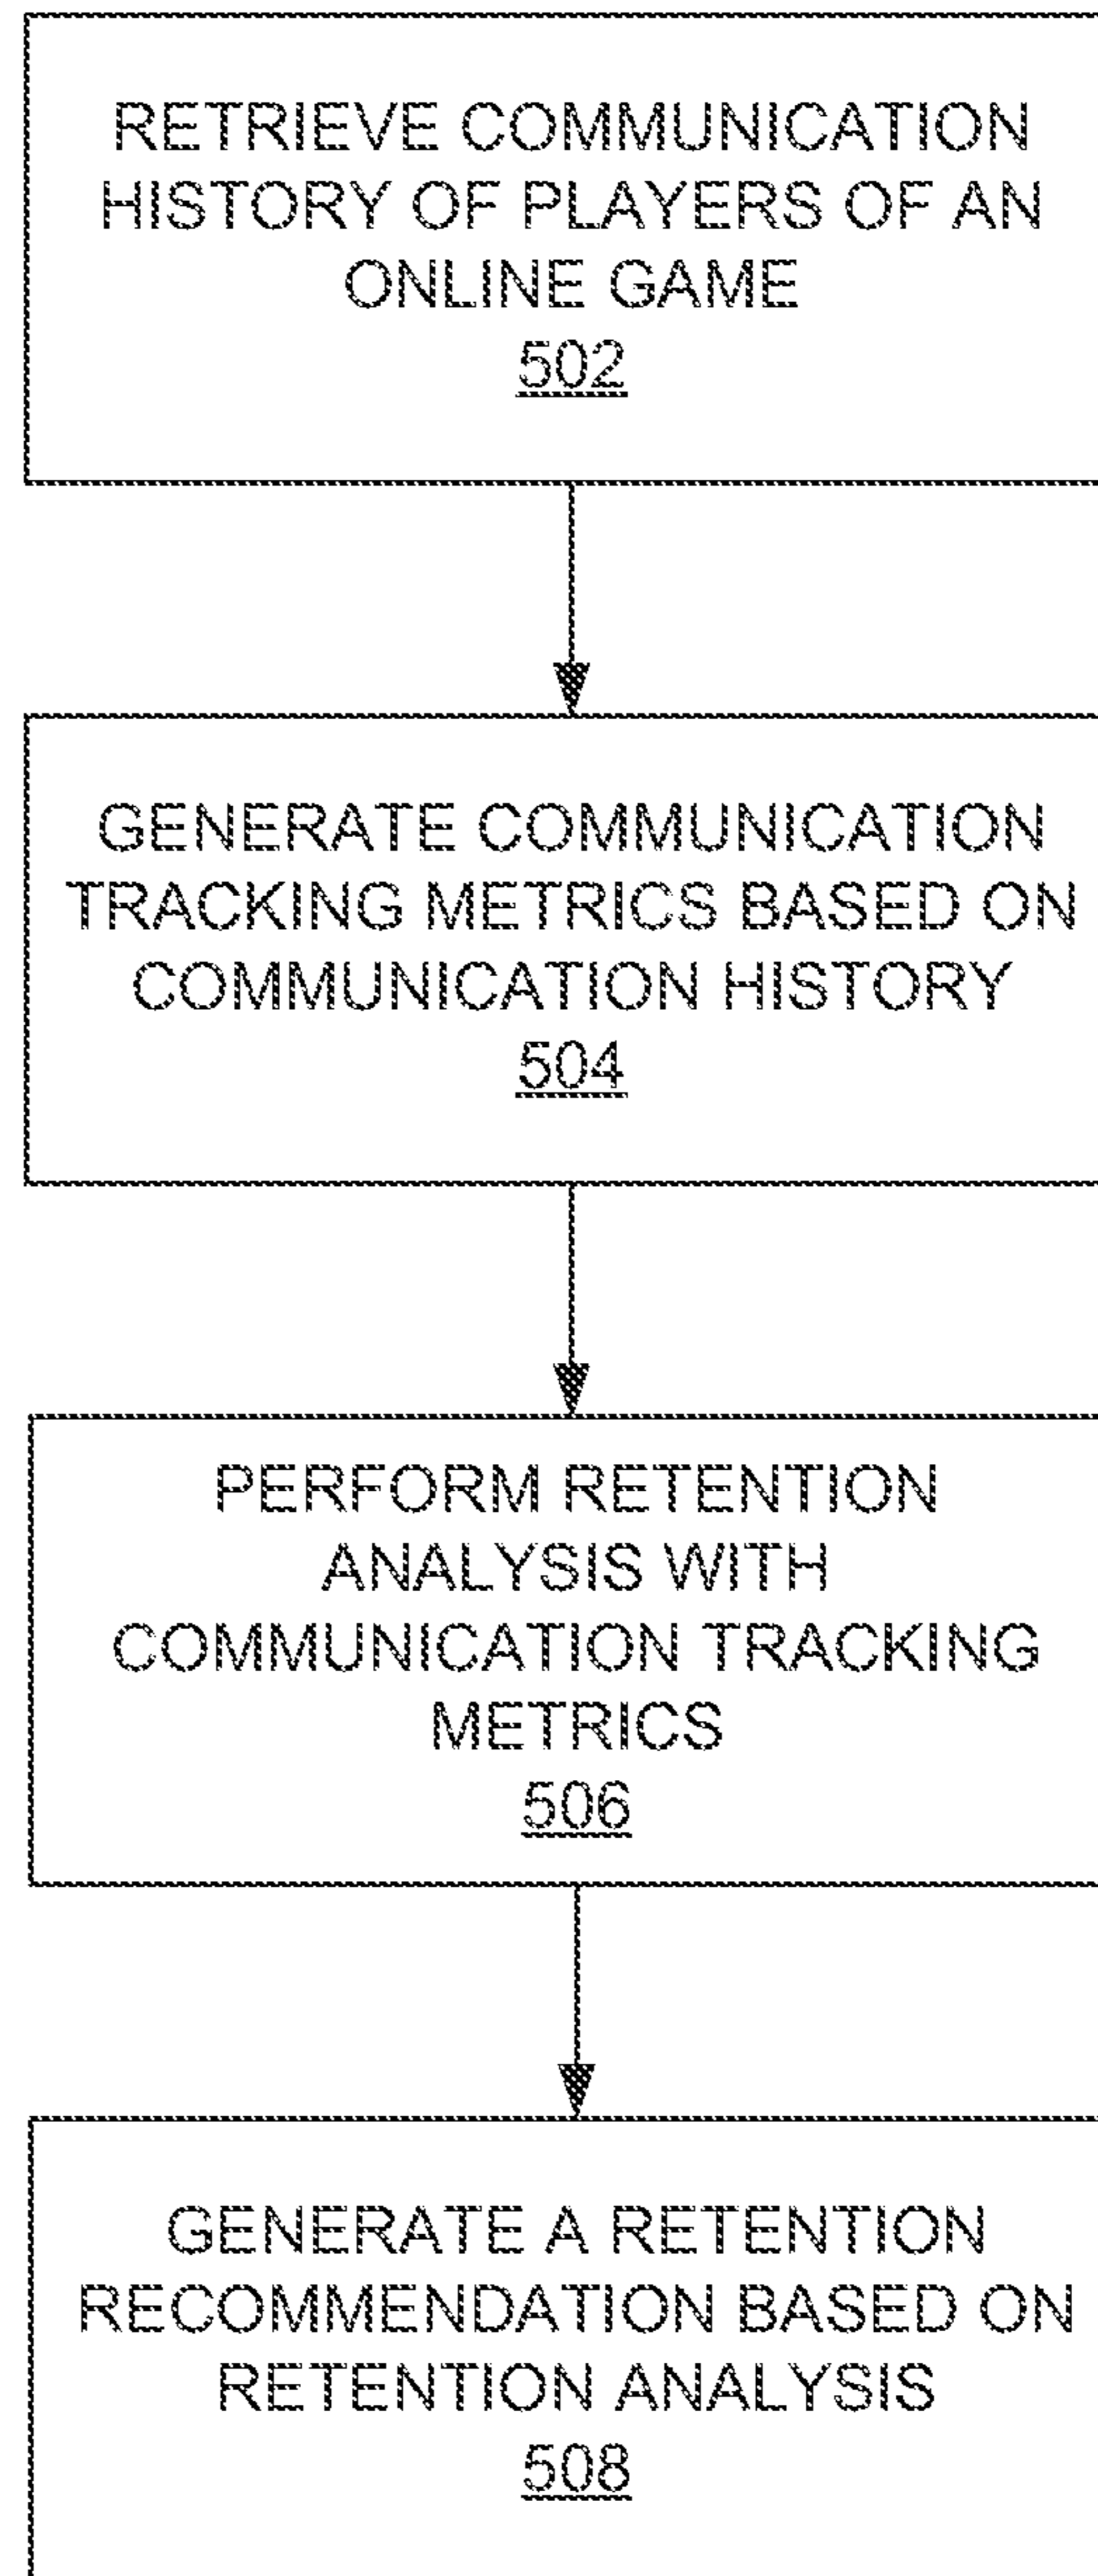 RETRIEVE COMMUNICATION
HISTORY OF PLAYERS OF AN
ONLINE GAME
502
GENERATE COMMUNICATION
TRACKING METRICS BASED ON
COMMUNICATION HISTORY
504
PERFORM RETENTION
ANALYSIS WITH
COMMUNICATION TRACKING
METRICS
506
GENERATE A RETENTION
RECOMMENDATION BASED ON
RETENTION ANALYSIS
508